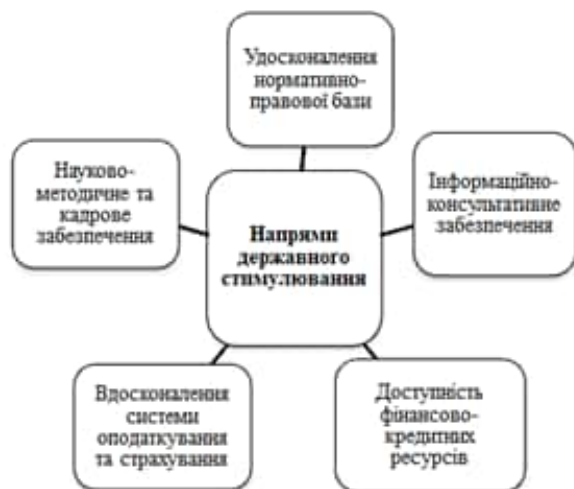 Удосконалення
нормативно-
правової бази
Науково-
методичне та
кадрове
забезпечення
Інформаційно-
консультативне
забезпечення
Напрями
державного
стимулювання
Вдосконалення
системи
оподаткування
та страхування
Доступність
фінансово-
кредитних
ресурсів